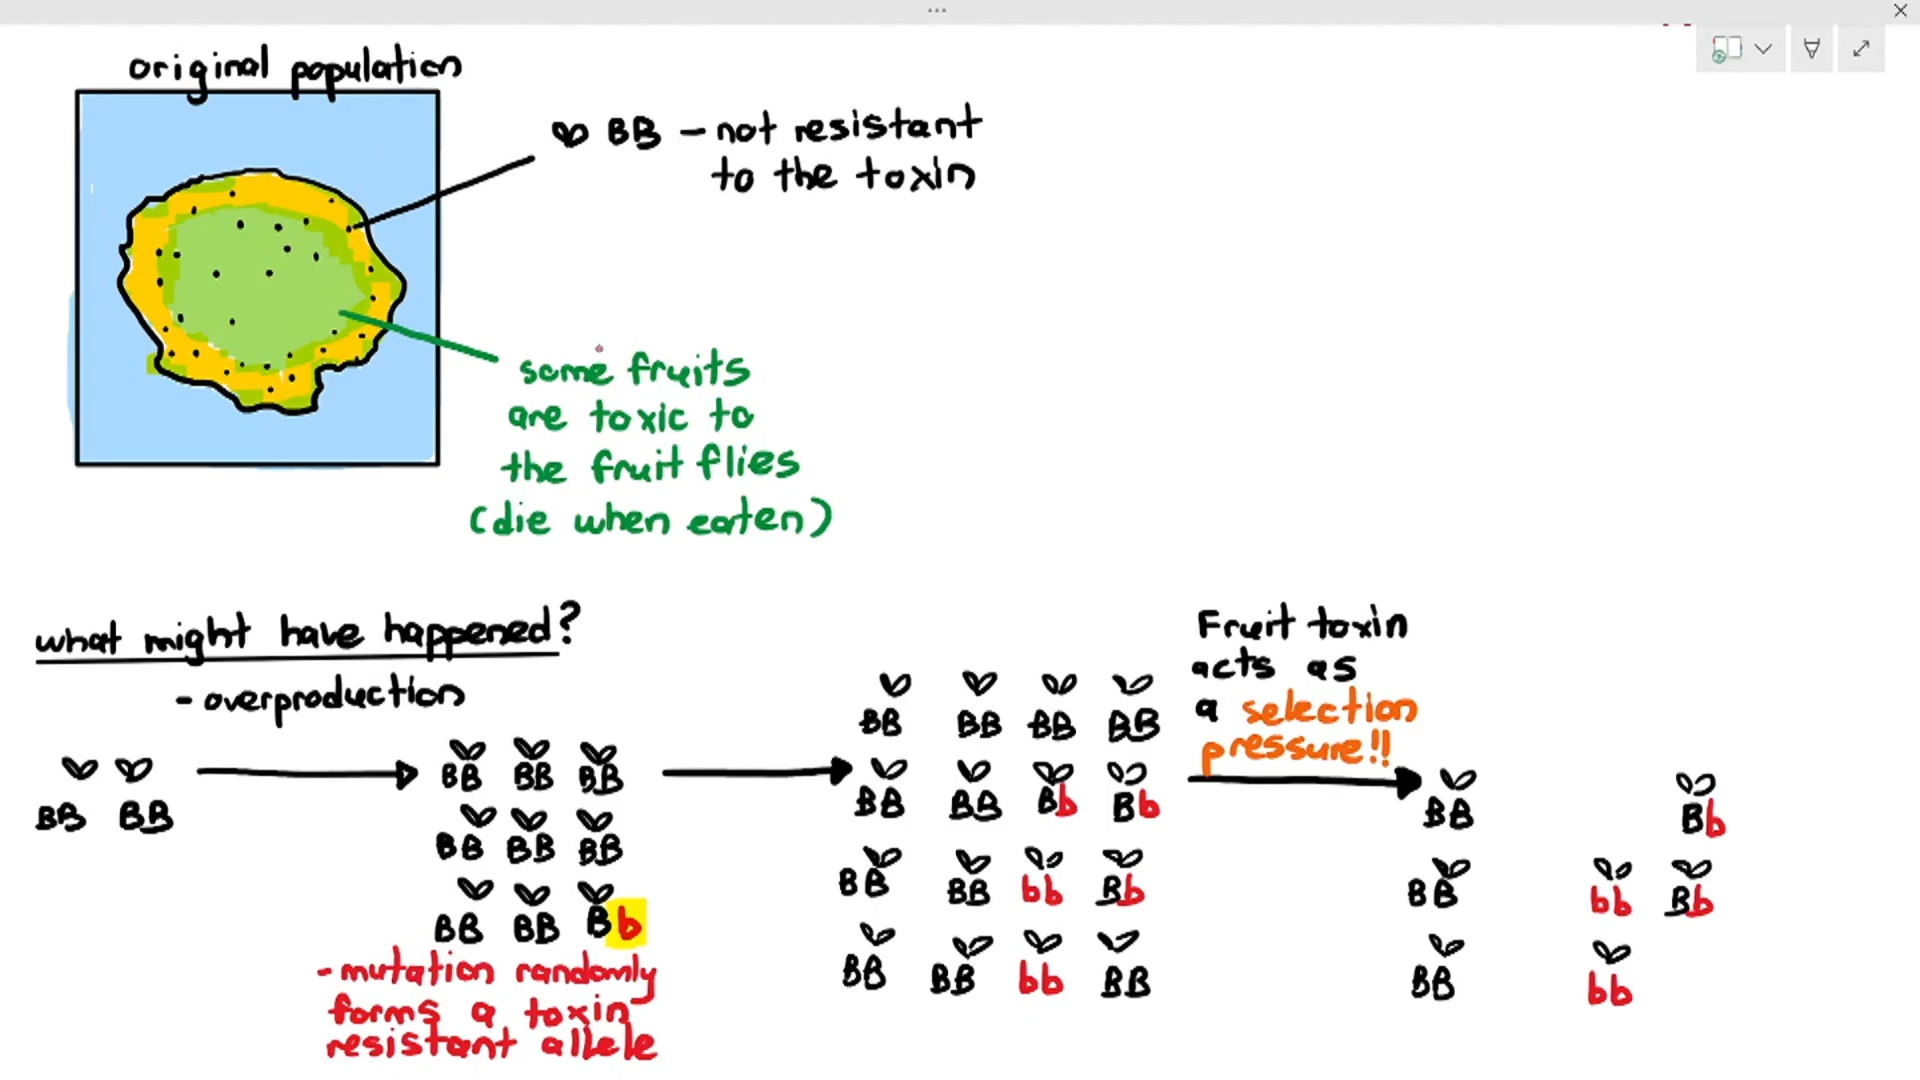 original population
BB - not resistant
to the toxin
some fruits
are toxic to
the fruit flies
(die when eaten)
what might have happened?
- overproduction
BB BB
BB BB BB
BB BB BB
BB BB Bb
- mutation randomly
forms a toxin
resistant allele
BB BB BB BB
BB BB Bb Bb
BB BB bb Bb
BB BB bb BB
Fruit toxin
acts as
a selection
pressure!!
BB Bb
BB bb Bb
BB bb